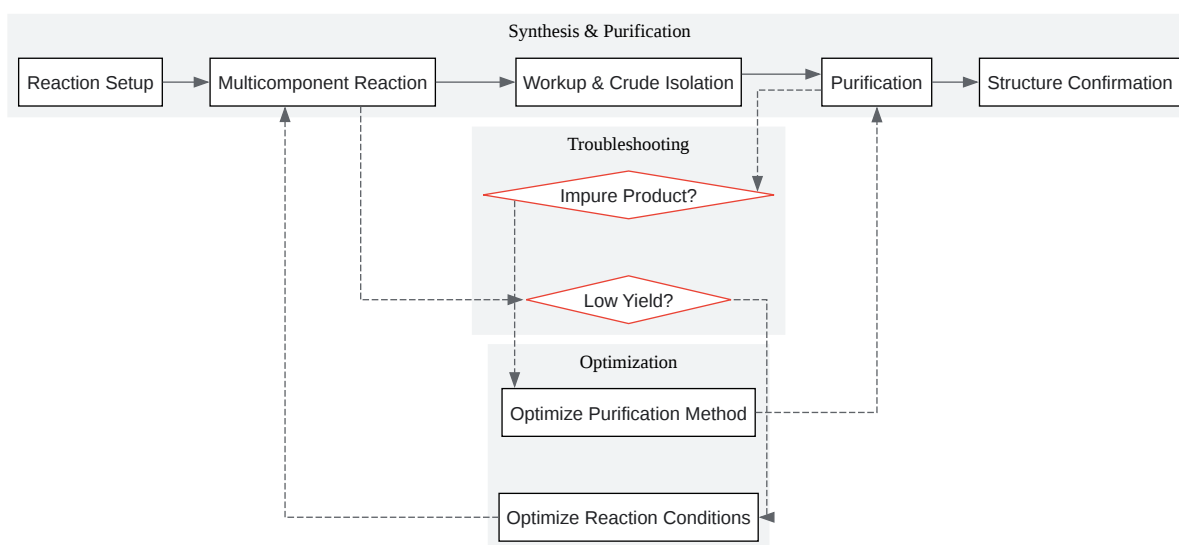 Synthesis & Purification
Reaction Setup
Multicomponent Reaction
Workup & Crude Isolation
Purification
Structure Confirmation
Troubleshooting
Impure Product?
Low Yield?
Optimization
Optimize Purification Method
Optimize Reaction Conditions